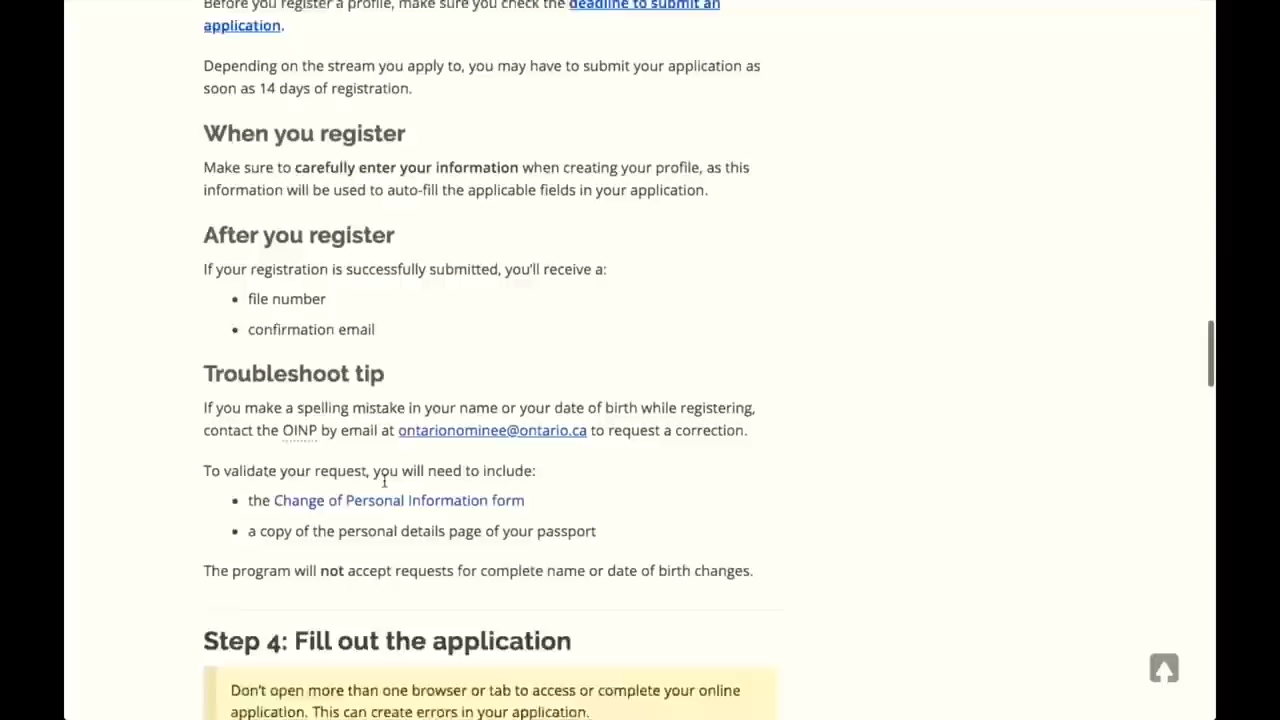 Before you register a profile, make sure you check the deadline to submit an
application.
Depending on the stream you apply to, you may have to submit your application as
soon as 14 days of registration.
When you register
Make sure to carefully enter your information when creating your profile, as this
information will be used to auto-fill the applicable fields in your application.
After you register
If your registration is successfully submitted, you'll receive a:
• file number
• confirmation email
Troubleshoot tip
If you make a spelling mistake in your name or your date of birth while registering,
contact the OINP by email at ontarionominee@ontario.ca to request a correction.
To validate your request, you will need to include:
• the Change of Personal Information form
• a copy of the personal details page of your passport
The program will not accept requests for complete name or date of birth changes.
Step 4: Fill out the application
Don't open more than one browser or tab to access or complete your online
application. This can create errors in your application.